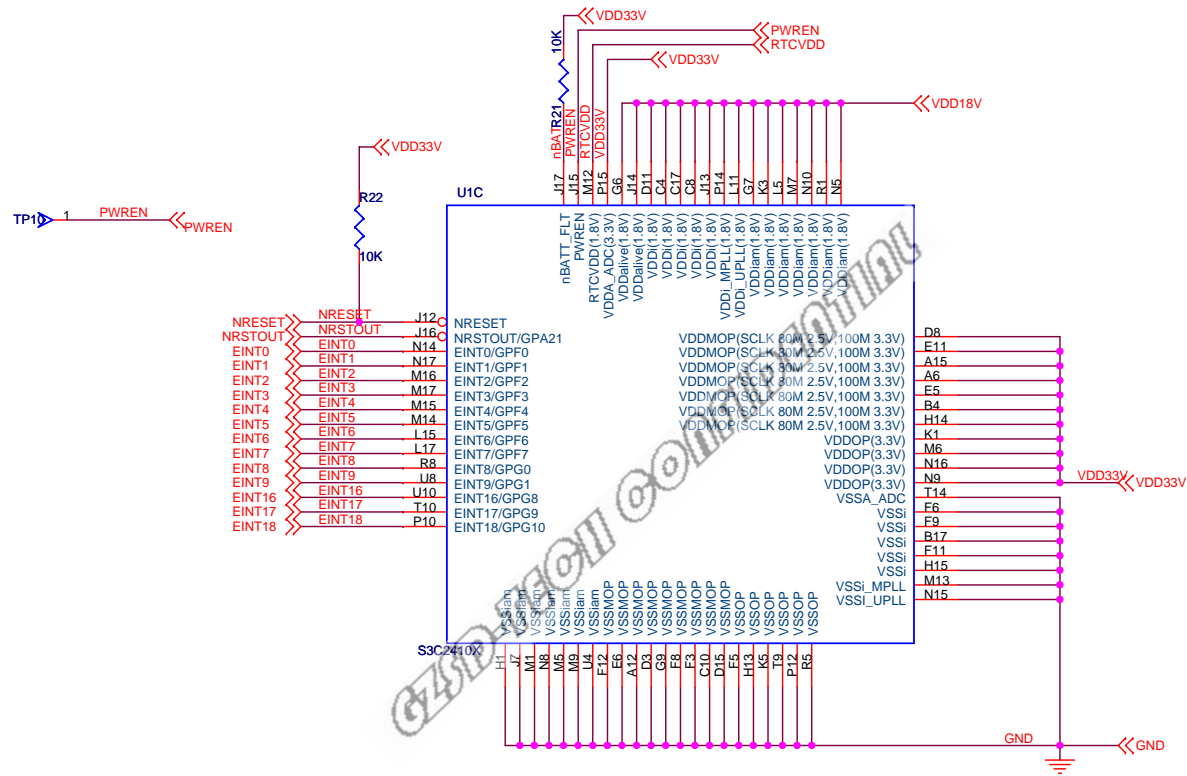 VDD33V
10K
R21
PWREN
RTCVDD
VDD33V
nBAT
PWREN
RTCVDD
VDD33V
VDD18V
VDD33V
R22
10K
TP10
1
PWREN
PWREN
U1C
J17
J15
M12
P15
G6
J14
D11
C4
C17
C8
J13
P14
L11
G7
K3
L5
M7
N10
R1
N5
nBATT_FLT
PWREN
RTCVDD(1.8V)
VDDA_ADC(3.3V)
VDDalive(1.8V)
VDDalive(1.8V)
VDDi(1.8V)
VDDi(1.8V)
VDDi(1.8V)
VDDi(1.8V)
VDDi(1.8V)
VDDi_MPLL(1.8V)
VDDi_UPLL(1.8V)
VDDiam(1.8V)
VDDiam(1.8V)
VDDiam(1.8V)
VDDiam(1.8V)
VDDiam(1.8V)
VDDiam(1.8V)
VDDiam(1.8V)
NRESET NRESET J12 NRESET
NRSTOUT NRSTOUT J16 NRSTOUT/GPA21
EINT0 EINT0 N14 EINT0/GPF0
EINT1 EINT1 N17 EINT1/GPF1
EINT2 EINT2 M16 EINT2/GPF2
EINT3 EINT3 M17 EINT3/GPF3
EINT4 EINT4 M15 EINT4/GPF4
EINT5 EINT5 M14 EINT5/GPF5
EINT6 EINT6 L15 EINT6/GPF6
EINT7 EINT7 L17 EINT7/GPF7
EINT8 EINT8 R8 EINT8/GPG0
EINT9 EINT9 U8 EINT9/GPG1
EINT16 EINT16 U10 EINT16/GPG8
EINT17 EINT17 T10 EINT17/GPG9
EINT18 EINT18 P10 EINT18/GPG10
VDDMOP(SCLK 80M 2.5V,100M 3.3V) D8
VDDMOP(SCLK 80M 2.5V,100M 3.3V) E11
VDDMOP(SCLK 80M 2.5V,100M 3.3V) A15
VDDMOP(SCLK 80M 2.5V,100M 3.3V) A6
VDDMOP(SCLK 80M 2.5V,100M 3.3V) E5
VDDMOP(SCLK 80M 2.5V,100M 3.3V) B4
VDDMOP(SCLK 80M 2.5V,100M 3.3V) H14
VDDOP(3.3V) K1
VDDOP(3.3V) M6
VDDOP(3.3V) N16
VDDOP(3.3V) N9 VDD33V VDD33V
VSSA_ADC T14
VSSi F6
VSSi F9
VSSi B17
VSSi F11
VSSi H15
VSSi_MPLL M13
VSSI_UPLL N15
VSSiam
VSSiam
VSSiam
VSSiam
VSSiam
VSSiam
VSSiam
VSSMOP
VSSMOP
VSSMOP
VSSMOP
VSSMOP
VSSMOP
VSSMOP
VSSMOP
VSSMOP
VSSOP
VSSOP
VSSOP
VSSOP
VSSOP
VSSOP
S3C2410X
H1
J7
M1
N8
M5
M9
U4
F12
E6
A12
D3
G9
F8
F3
C10
D15
F5
H13
K5
T9
P12
R5
GND
GND
GZSD-TECH CONFIDENTIAL